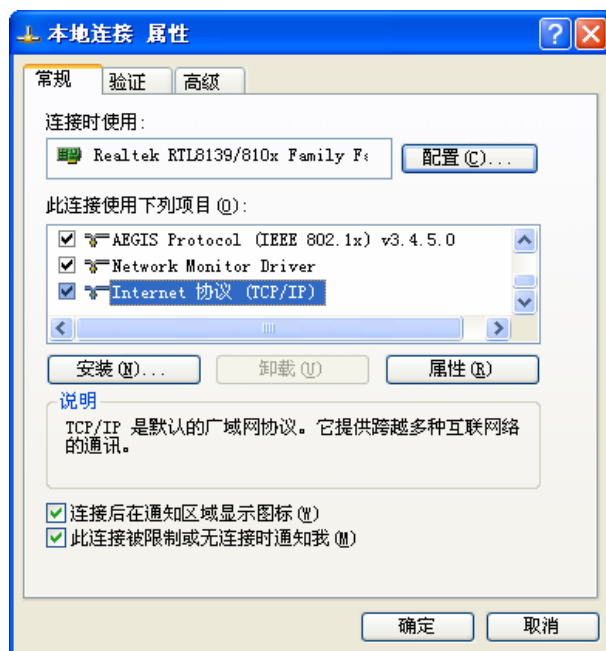 本地连接 属性
常规 验证 高级
连接时使用:
Realtek RTL8139/810x Family Fa
配置(C)...
此连接使用下列项目(O):
AEGIS Protocol (IEEE 802.1x) v3.4.5.0
Network Monitor Driver
Internet 协议 (TCP/IP)
安装(N)... 卸载(U) 属性(R)
说明
TCP/IP 是默认的广域网协议。它提供跨越多种互联网络
的通讯。
连接后在通知区域显示图标(W)
此连接被限制或无连接时通知我(M)
确定 取消